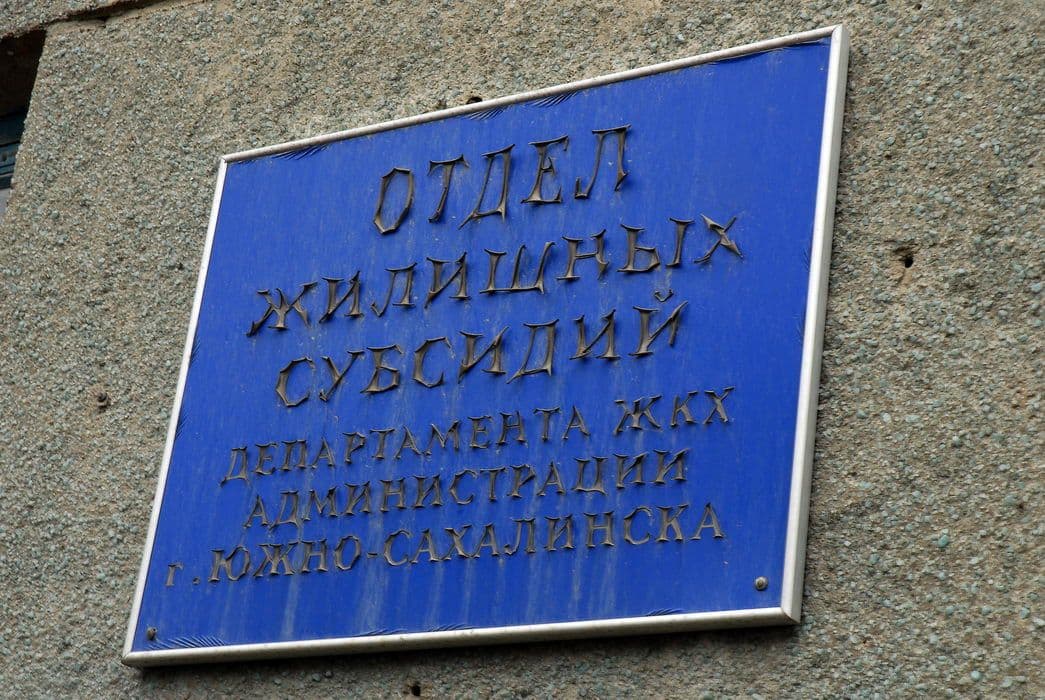 ОТДЕЛ
ЖИЛИЩНЫХ
СУБСИДИЙ
ДЕПАРТАМЕНТА ЖКХ
АДМИНИСТРАЦИИ
г. ЮЖНО-САХАЛИНСКА